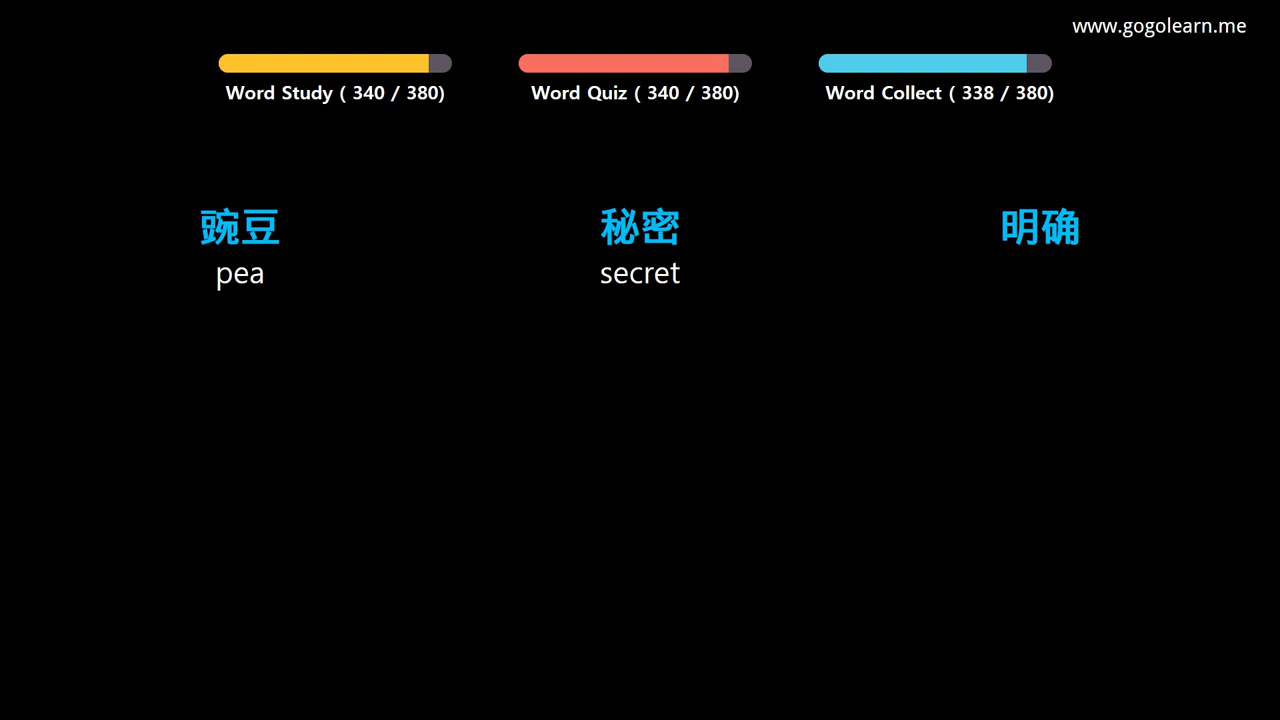 www.gogolearn.me
Word Study ( 340 / 380)
Word Quiz ( 340 / 380)
Word Collect ( 338 / 380)
豌豆
秘密
明确
pea
secret